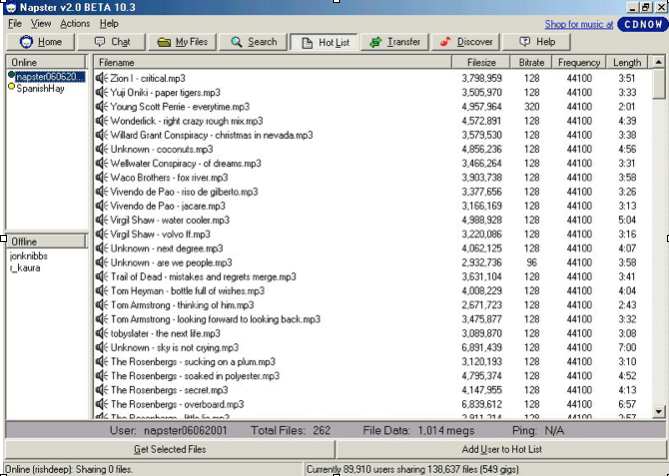 Napster v2.0 BETA 10.3
File View Actions Help
Shop for music at CDNOW
Home Chat My Files Search Hot List Transfer Discover Help
Online Filename Filesize Bitrate Frequency Length
napster060620...
SpanishHay
Zion I - critical.mp3 3,798,959 128 44100 3:51
Yuji Oniki - paper tigers.mp3 3,505,970 128 44100 3:33
Young Scott Perrie - everytime.mp3 4,957,964 320 44100 2:01
Wonderlick - right crazy rough mix.mp3 4,572,891 128 44100 4:39
Willard Grant Conspiracy - christmas in nevada.mp3 3,579,530 128 44100 3:38
Unknown - coconuts.mp3 4,856,236 128 44100 4:56
Wellwater Conspiracy - of dreams.mp3 3,466,264 128 44100 3:31
Waco Brothers - fox river.mp3 3,903,738 128 44100 3:58
Vivendo de Pao - riso de gilberto.mp3 3,377,656 128 44100 3:26
Vivendo de Pao - jacare.mp3 3,166,169 128 44100 3:13
Virgil Shaw - water cooler.mp3 4,988,928 128 44100 5:04
Virgil Shaw - volvo ff.mp3 3,220,086 128 44100 3:16
Unknown - next degree.mp3 4,062,125 128 44100 4:07
Unknown - are we people.mp3 2,932,736 96 44100 3:58
Trail of Dead - mistakes and regrets merge.mp3 3,631,104 128 44100 3:41
Tom Heyman - bottle full of wishes.mp3 4,008,229 128 44100 4:04
Tom Armstrong - thinking of him.mp3 2,671,723 128 44100 2:43
Tom Armstrong - looking forward to looking back.mp3 3,475,877 128 44100 3:32
tobyslater - the next life.mp3 3,089,870 128 44100 3:08
Unknown - sky is not crying.mp3 6,891,439 128 44100 7:00
The Rosenbergs - sucking on a plum.mp3 3,120,193 128 44100 3:10
The Rosenbergs - soaked in polyester.mp3 4,795,374 128 44100 4:52
The Rosenbergs - secret.mp3 4,147,955 128 44100 4:13
The Rosenbergs - overboard.mp3 6,839,612 128 44100 6:57
Offline
jonknibbs
r_kaura
User: napster06062001 Total Files: 262 File Data: 1,014 megs Ping: N/A
Get Selected Files Add User to Hot List
Online (rishdeep): Sharing 0 files. Currently 89,910 users sharing 138,637 files (549 gigs)